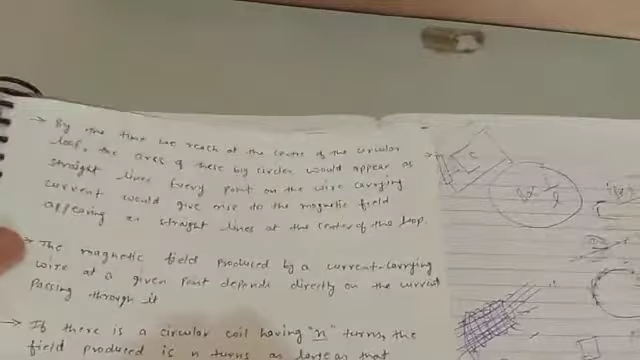 → By the time we reach at the centre of the circular
loop, the arcs of these big circles would appear as
straight lines Every point on the wire carrying
current would give rise to the magnetic field
appearing as straight lines at the center of the loop.
→ The magnetic field produced by a current-carrying
wire at a given point depends directly on the current
passing through it
→ If there is a circular coil having "n" turns, the
field produced is n turns as large as that